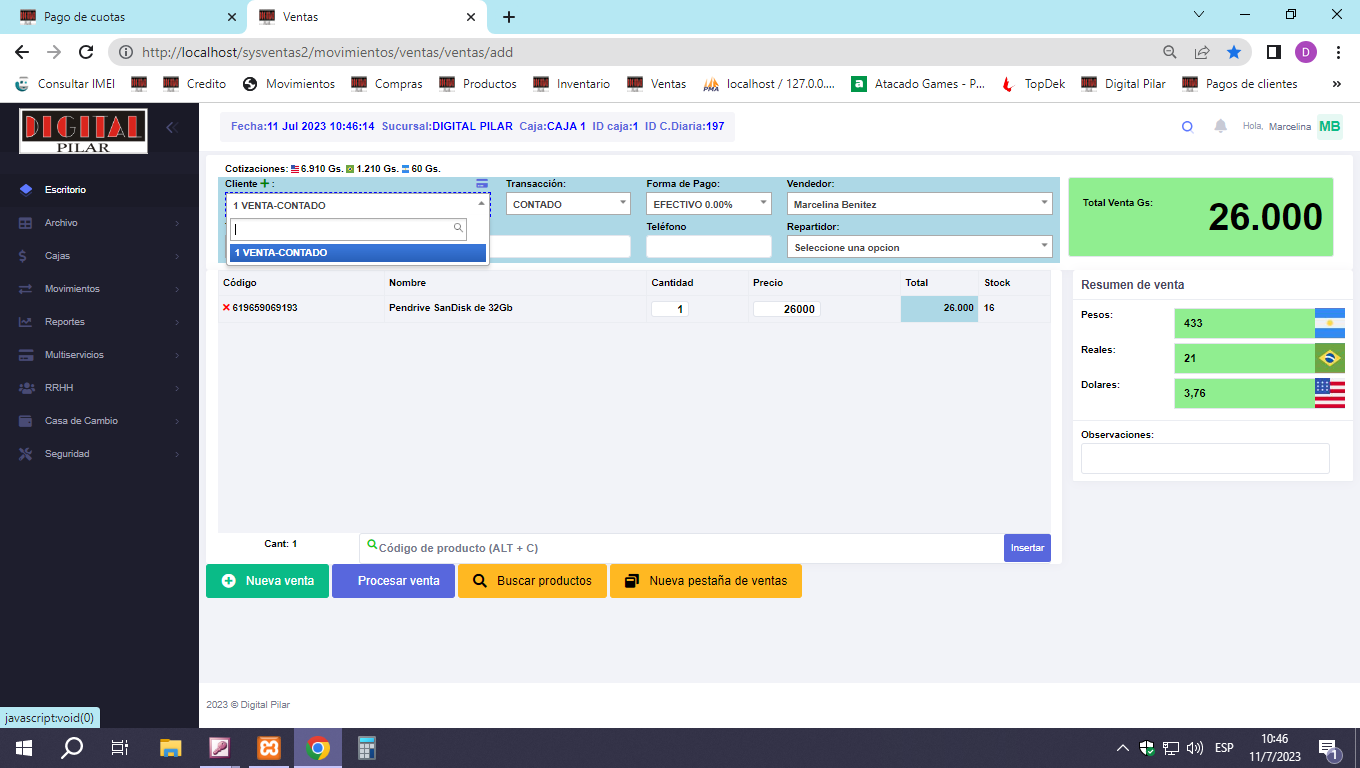 Pago de cuotas
Ventas
http://localhost/sysventas2/movimientos/ventas/ventas/add
D
Consultar IMEI
Credito
Movimientos
Compras
Productos
Inventario
Ventas
localhost / 127.0.0....
Atacado Games - P...
TopDek
Digital Pilar
Pagos de clientes
»
DIGITAL
PILAR
Fecha:11 Jul 2023 10:46:14 Sucursal:DIGITAL PILAR Caja:CAJA 1 ID caja:1 ID C.Diaria:197
Hola, Marcelina MB
Escritorio
Archivo
Cajas
Movimientos
Reportes
Multiservicios
RRHH
Casa de Cambio
Seguridad
Cotizaciones: 6.910 Gs. 1.210 Gs. 60 Gs.
Cliente + :
Transacción:
Forma de Pago:
Vendedor:
1 VENTA-CONTADO
CONTADO
EFECTIVO 0.00%
Marcelina Benitez
Teléfono
Repartidor:
1 VENTA-CONTADO
Seleccione una opcion
Total Venta Gs:
26.000
Código Nombre Cantidad Precio Total Stock
619659069193 Pendrive SanDisk de 32Gb 1 26000 26.000 16
Resumen de venta
Pesos:
433
Reales:
21
Dolares:
3,76
Observaciones:
Cant: 1
Código de producto (ALT + C)
Insertar
Nueva venta
Procesar venta
Buscar productos
Nueva pestaña de ventas
2023 © Digital Pilar
javascript:void(0)
ESP
10:46
11/7/2023
1